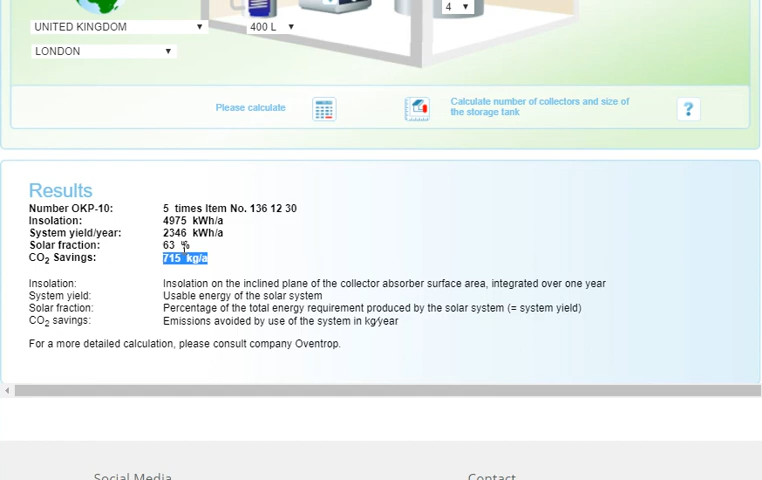 4
UNITED KINGDOM
400 L
LONDON
Please calculate
Calculate number of collectors and size of
the storage tank
?
Results
Number OKP-10: 5 times Item No. 136 12 30
Insolation: 4975 kWh/a
System yield/year: 2346 kWh/a
Solar fraction: 63 %
CO2 Savings: 715 kg/a
Insolation: Insolation on the inclined plane of the collector absorber surface area, integrated over one year
System yield: Usable energy of the solar system
Solar fraction: Percentage of the total energy requirement produced by the solar system (= system yield)
CO2 savings: Emissions avoided by use of the system in kg/year
For a more detailed calculation, please consult company Oventrop.
Social Media
Contact